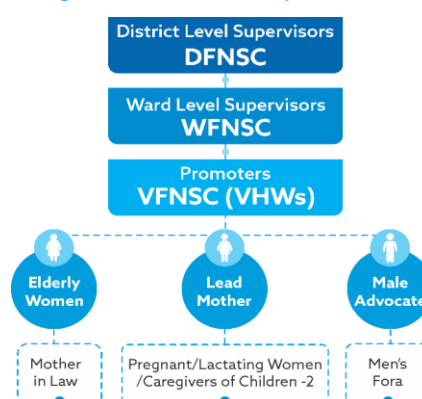 District Level Supervisors
DFNSC
Ward Level Supervisors
WFNSC
Promoters
VFNSC (VHWs)
Elderly
Women
Lead
Mother
Male
Advocate
Mother
in Law
Pregnant/Lactating Women
/Caregivers of Children -2
Men's
Fora